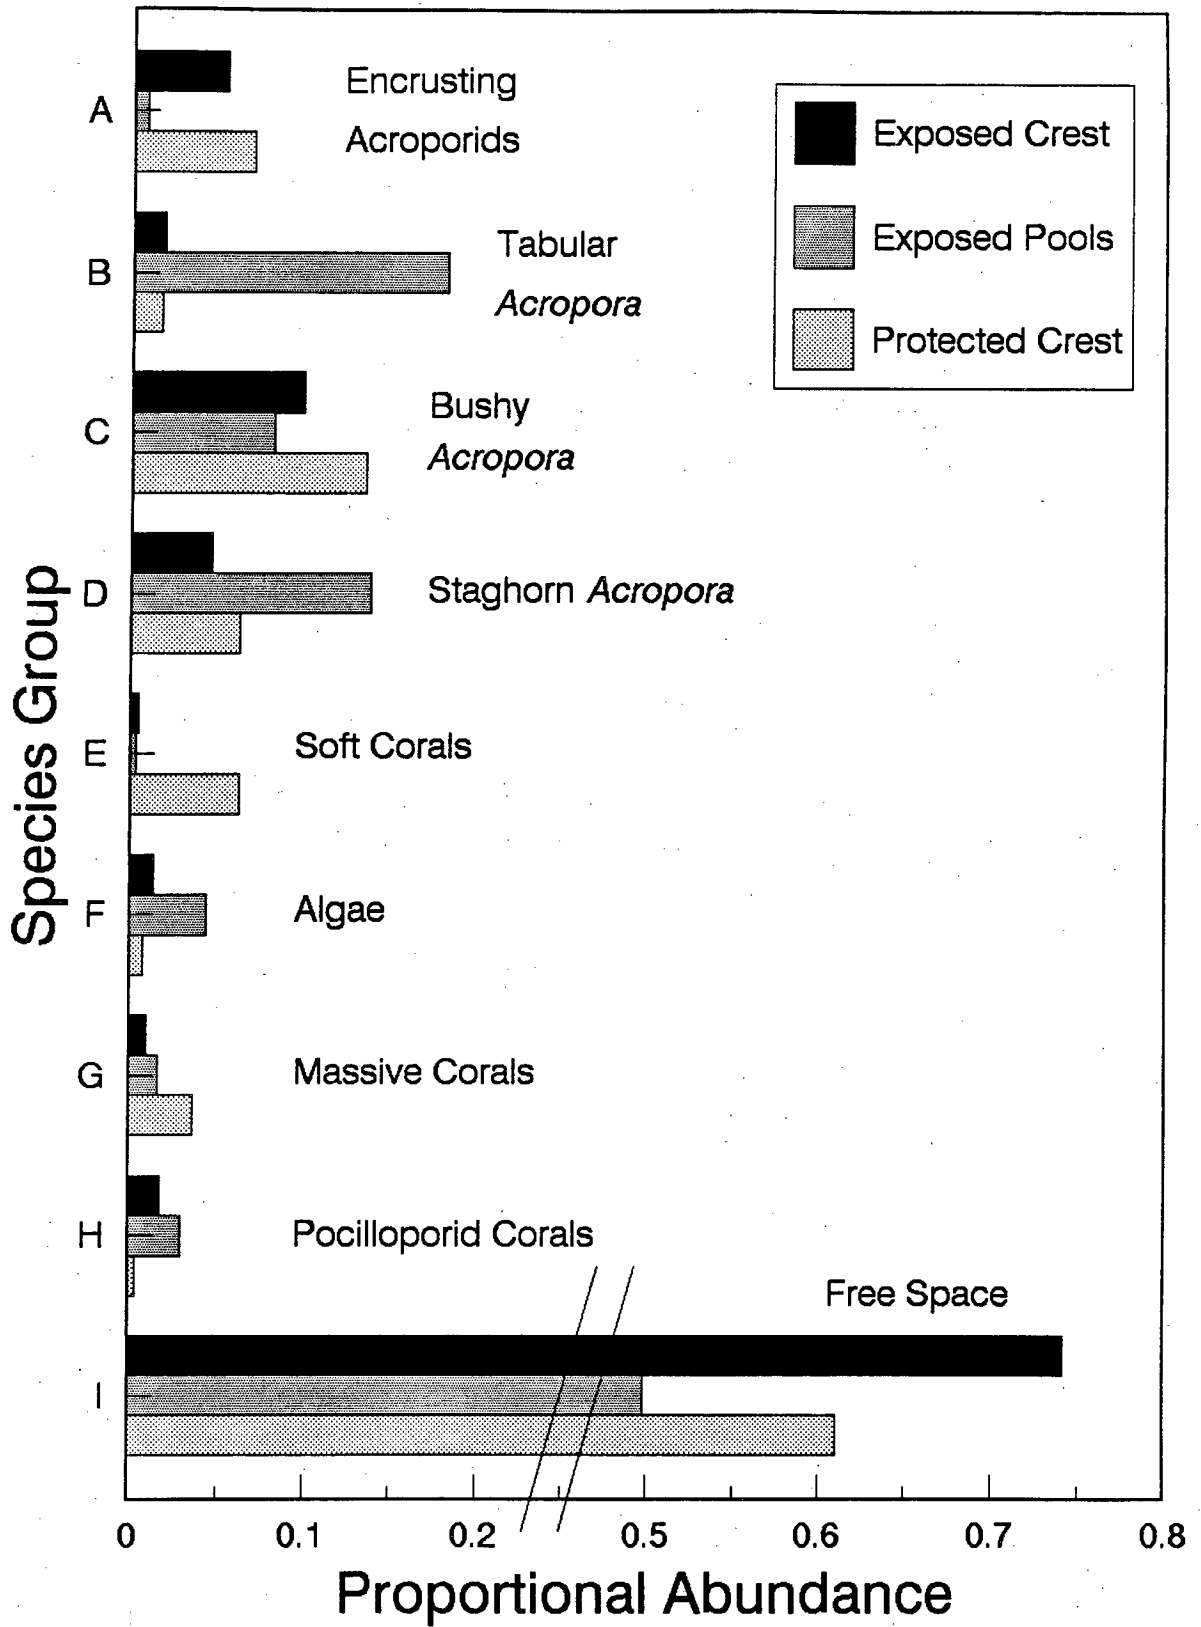 A
Encrusting
Acroporids
Exposed Crest
Exposed Pools
Protected Crest
B
Tabular
Acropora
C
Bushy
Acropora
D
Staghorn Acropora
E
Soft Corals
F
Algae
G
Massive Corals
H
Pocilloporid Corals
Free Space
I
Species Group
0 0.1 0.2 0.5 0.6 0.7 0.8
Proportional Abundance